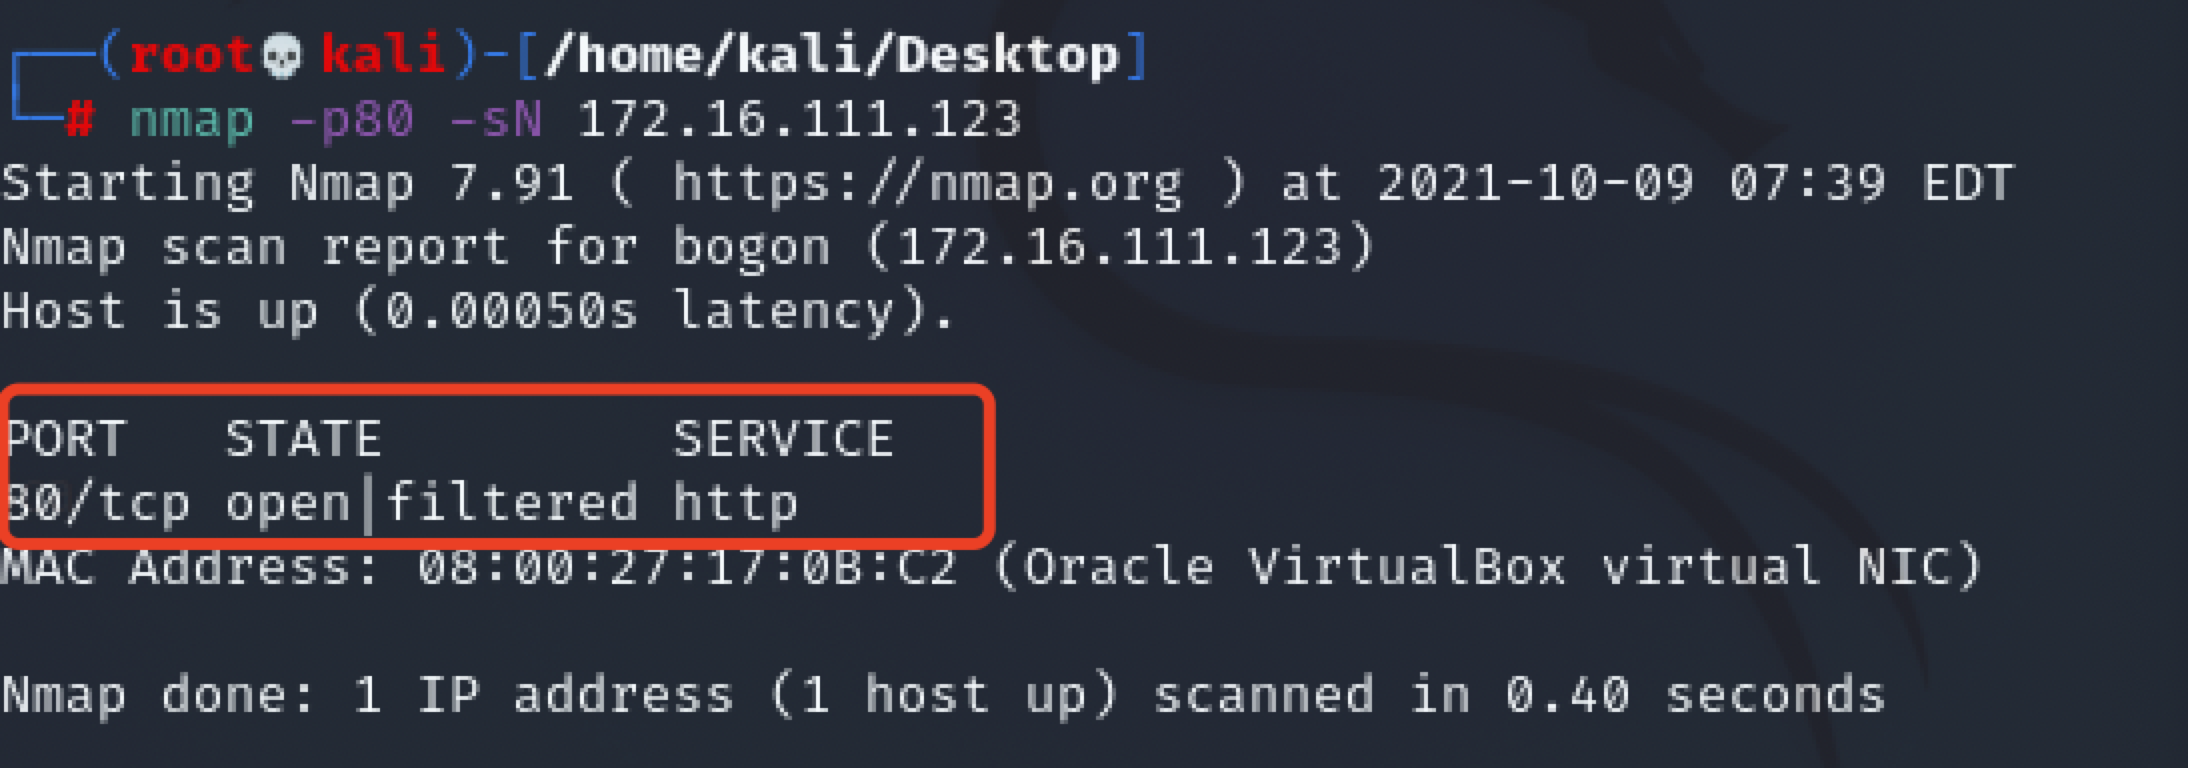 (root💀kali)-[/home/kali/Desktop]
# nmap -p80 -sN 172.16.111.123
Starting Nmap 7.91 ( https://nmap.org ) at 2021-10-09 07:39 EDT
Nmap scan report for bogon (172.16.111.123)
Host is up (0.00050s latency).
PORT   STATE         SERVICE
80/tcp open|filtered http
MAC Address: 08:00:27:17:0B:C2 (Oracle VirtualBox virtual NIC)
Nmap done: 1 IP address (1 host up) scanned in 0.40 seconds